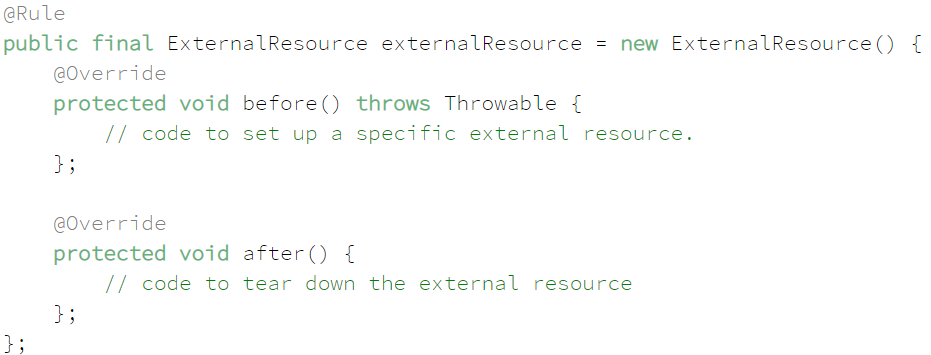 @Rule
public final ExternalResource externalResource = new ExternalResource() {
    @Override
    protected void before() throws Throwable {
        // code to set up a specific external resource.
    };

    @Override
    protected void after() {
        // code to tear down the external resource
    };
};